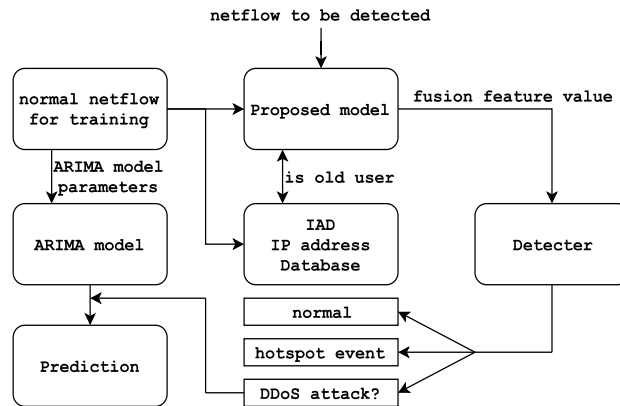 netflow to be detected
normal netflow
for training
Proposed model
fusion feature value
ARIMA model
parameters
is old user
ARIMA model
IAD
IP address
Database
Detecter
normal
hotspot event
DDoS attack?
Prediction